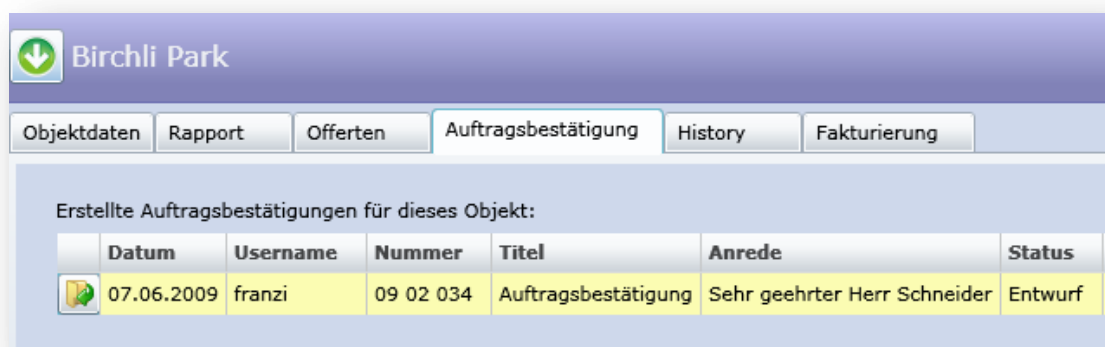 Birchli Park
Objektdaten Rapport Offerten Auftragsbestätigung History Fakturierung
Erstellte Auftragsbestätigungen für dieses Objekt:
Datum Username Nummer Titel Anrede Status
07.06.2009 franzi 09 02 034 Auftragsbestätigung Sehr geehrter Herr Schneider Entwurf